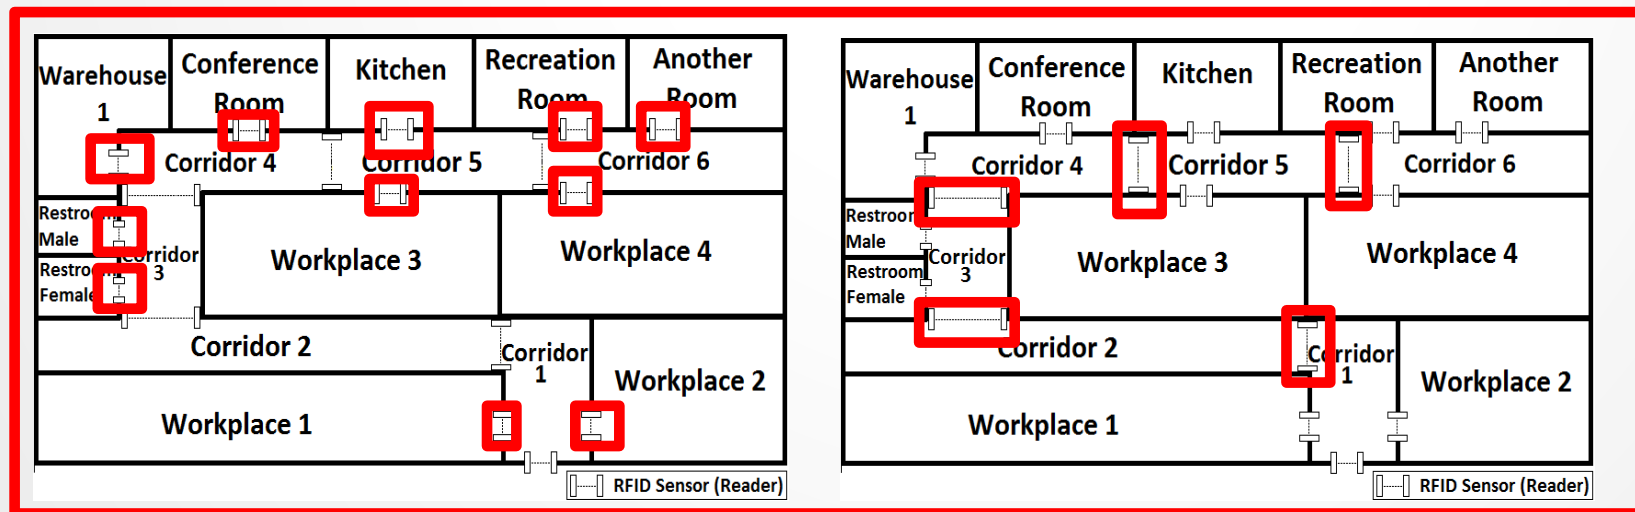 Warehouse
1
Conference
Room
Kitchen
Recreation
Room
Another
Room
Corridor 4
Corridor 5
Corridor 6
Restroom
Male
Restroom
Female
Corridor
3
Workplace 3
Workplace 4
Corridor 2
Corridor
1
Workplace 2
Workplace 1
RFID Sensor (Reader)
Warehouse
1
Conference
Room
Kitchen
Recreation
Room
Another
Room
Corridor 4
Corridor 5
Corridor 6
Restroom
Male
Restroom
Female
Corridor
3
Workplace 3
Workplace 4
Corridor 2
Corridor
1
Workplace 2
Workplace 1
RFID Sensor (Reader)